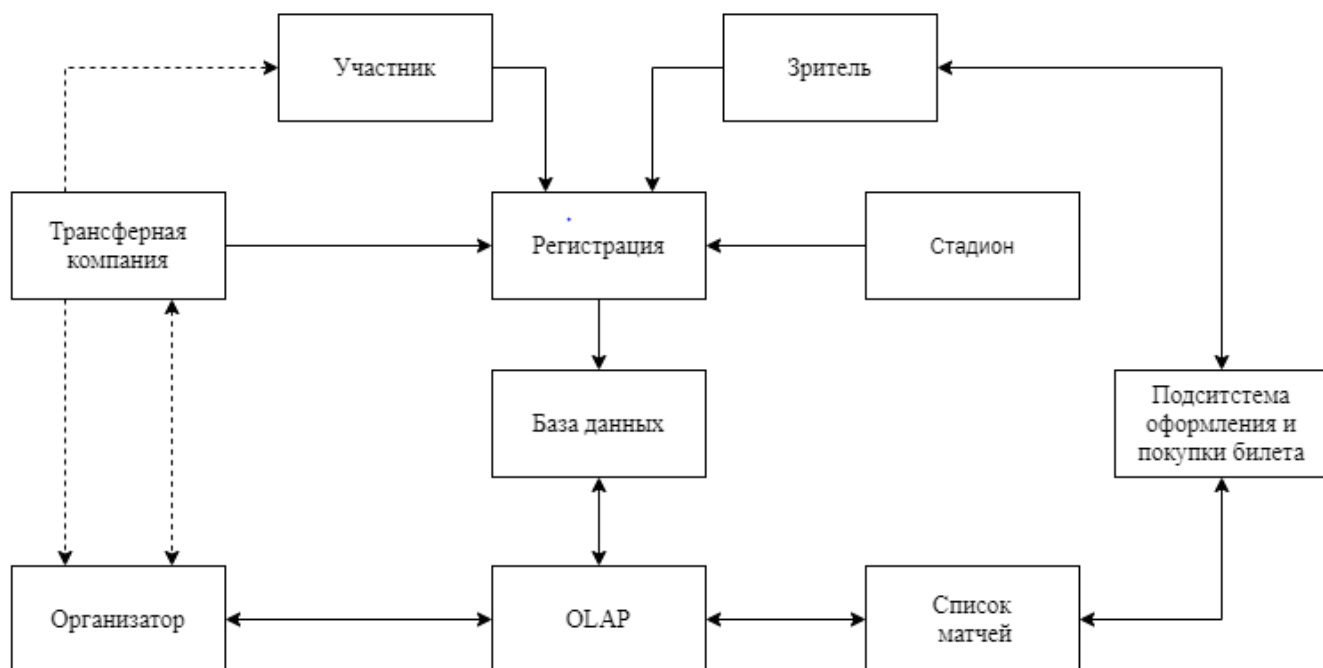 Участник
Зритель
Трансферная
компания
Регистрация
Стадион
База данных
Подситстема
оформления и
покупки билета
Организатор
OLAP
Список
матчей